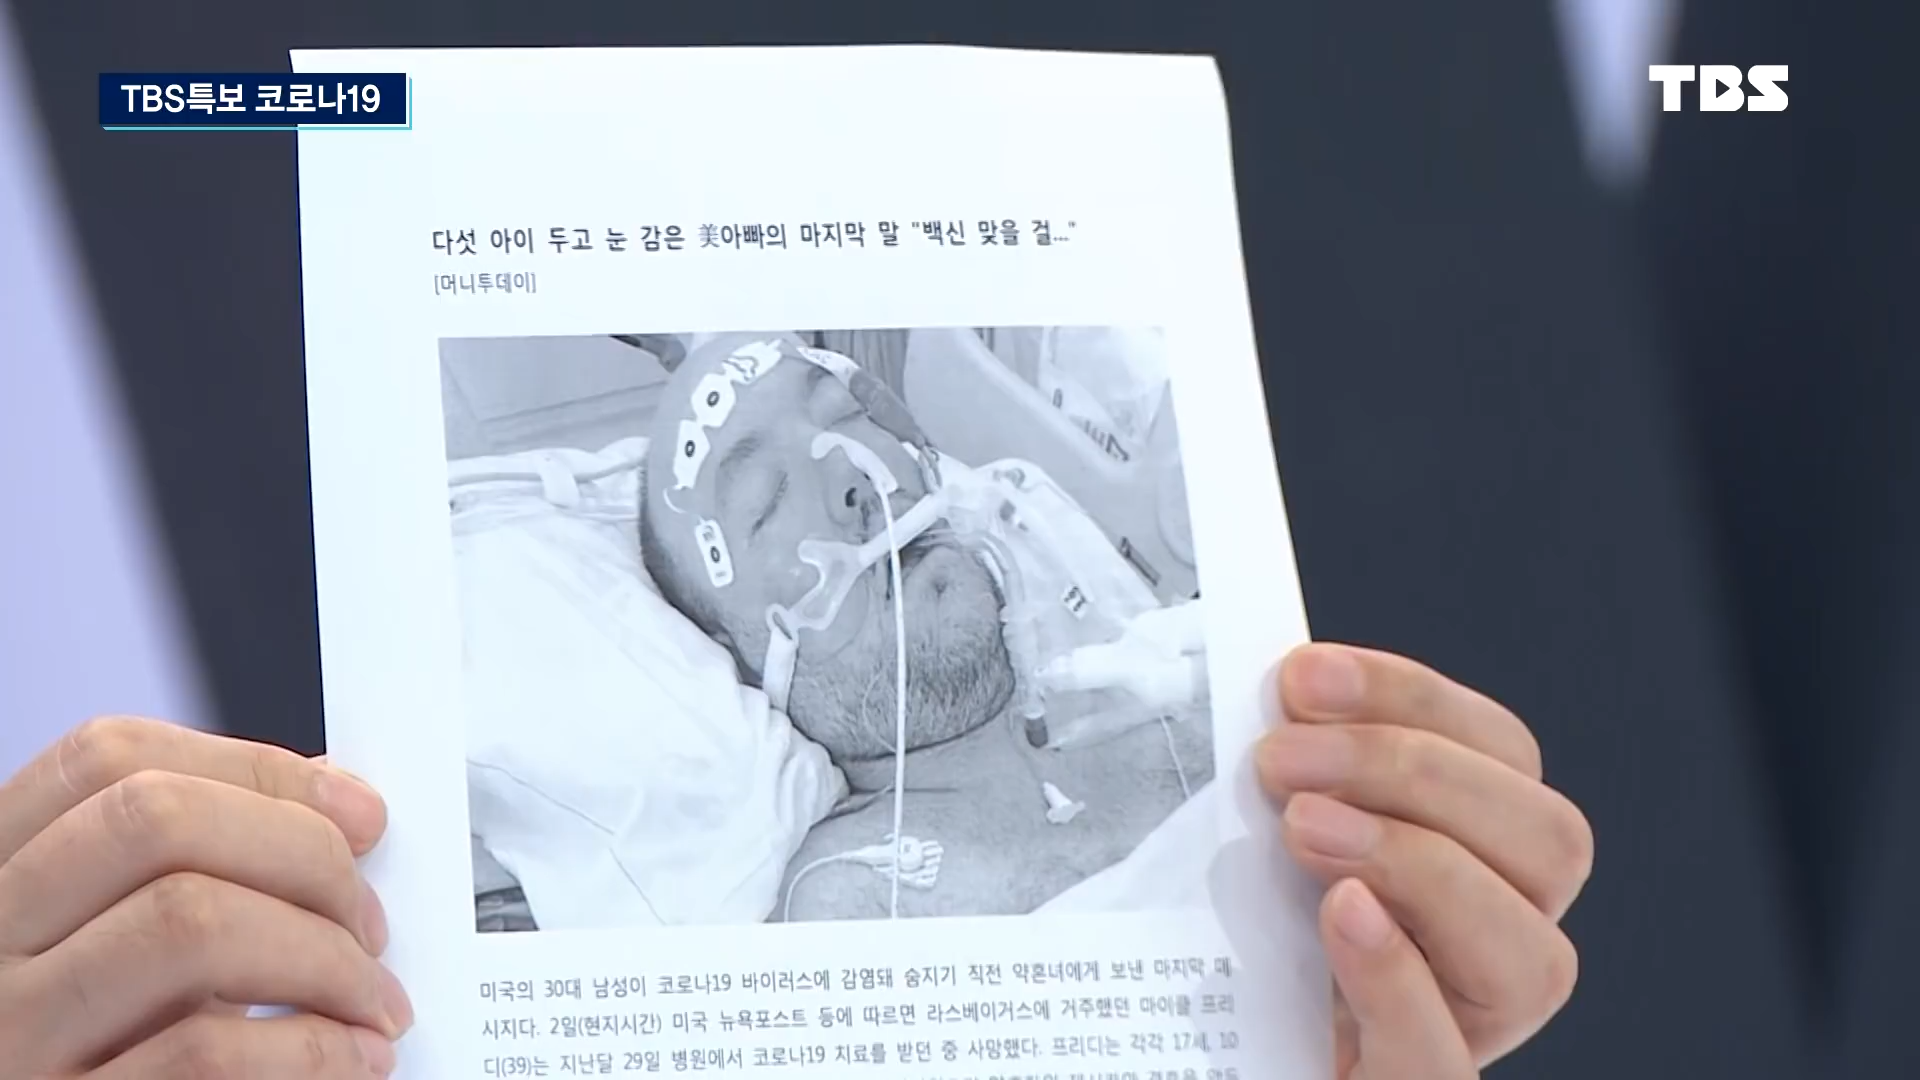 TBS특보 코로나19
TBS
다섯 아이 두고 눈 감은 美아빠의 마지막 말 "백신 맞을 걸..."
[머니투데이]
미국의 30대 남성이 코로나19 바이러스에 감염돼 숨지기 직전 약혼녀에게 보낸 마지막 메
시지다. 2일(현지시간) 미국 뉴욕포스트 등에 따르면 라스베이거스에 거주했던 마이클 프리
디(39)는 지난달 29일 병원에서 코로나19 치료를 받던 중 사망했다. 프리디는 각각 17세, 10